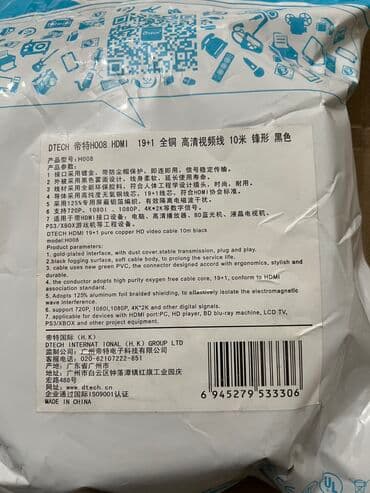 DTECH 帝特H008 HDMI 19+1 全铜 高清视频线 10米 锋形 黑色
产品型号:H008
产品参数:
1 接口采用镀金、带防尘帽保护、即连即用、信号稳定传输。
2 外被采用黑色雾面设计、线身柔软、延长使用寿命。
3 线材采用全新环保胶料、符合人体工程学设计插头、时尚、耐用。
4 导体采用高纯度无氧铜线芯、19+1线芯、符合HDMI协会标准。
5 采用125%专用屏蔽铝箔编织、有效隔离电磁波干扰。
6 支持720P、1080I、1080P、4K*2K等数字信号。
7 适用于带HDMI接口设备: 电脑、高清播放器、BD蓝光机、液晶电视机、
PS3/XBOX游戏机等工程设备。
DTECH HDMI 19+1 pure copper HD video cable 10m black
model:H008
Product parameters:
1. gold-plated interface, with dust cover,stable transmission, plug and play.
2.black fogging surface, soft cable body, to prolong the service life.
3. cable uses new green PVC, the connector designed accord with ergonomics, stylish and
durable.
4. the conductor adopts high purity oxygen free cable core, 19+1, conform to HDMI
association standard.
5. Adopts 125% aluminum foil braided shielding, to effectively isolate the electromagnetic
wave interference.
6. support 720P, 1080I,1080P, 4K*2K and other digital signals.
7. applicable for devices with HDMI port:PC, HD player, BD blu-ray machine, LCD TV,
PS3/XBOX and other project equipment.
帝特国际(H.K)
DTECH INTERNATIONAL (H.K) GROUP LTD
监制公司:广州帝特电子科技有限公司
客服电话:020-62107222-851
产地:广东省广州市
地址:广州市白云区钟落潭镇红旗工业园庆
宏路488号
网址:www.dtech.cn
企业通过国际ISO9001认证
MADE IN CHINA
6 945279 533306